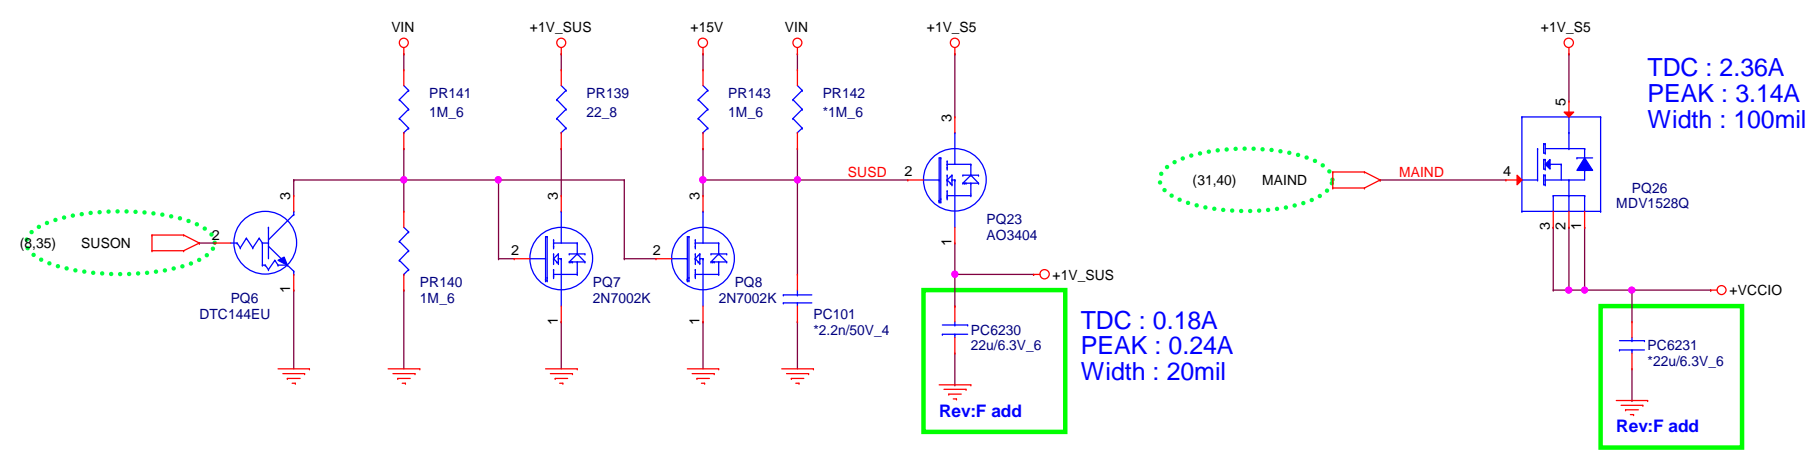 VIN
+1V_SUS
+15V
VIN
+1V_S5
+1V_S5
TDC : 2.36A
PEAK : 3.14A
Width : 100mil
PR141
1M_6
PR139
22_8
PR143
1M_6
PR142
*1M_6
3
5
SUSD
2
(31,40)
MAIND
MAIND
4
PQ26
MDV1528Q
3
3
3
PQ23
AO3404
1
3
2
1
(8,35)
SUSON
2
PQ6
DTC144EU
1
PR140
1M_6
2
PQ7
2N7002K
1
2
PQ8
2N7002K
1
PC101
*2.2n/50V_4
+1V_SUS
+VCCIO
PC6230
22u/6.3V_6
Rev:F add
TDC : 0.18A
PEAK : 0.24A
Width : 20mil
PC6231
*22u/6.3V_6
Rev:F add